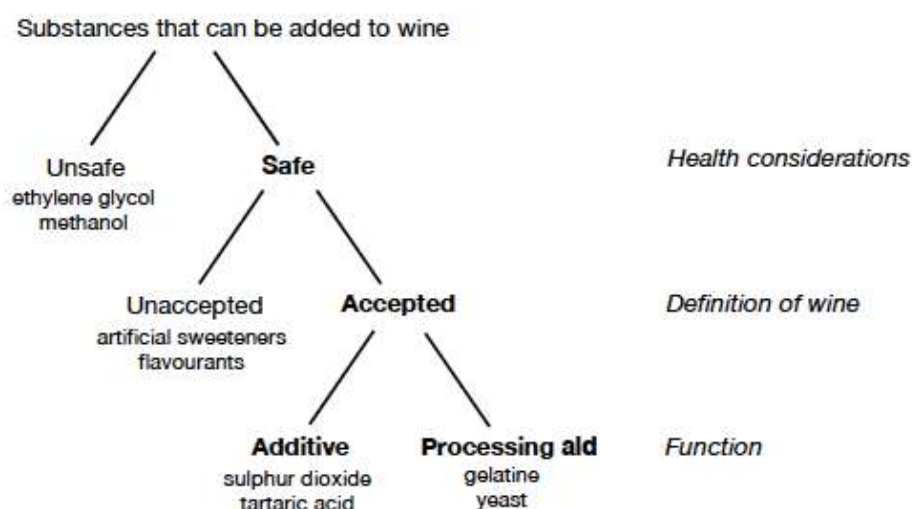 Substances that can be added to wine
Unsafe
ethylene glycol
methanol
Safe
Health considerations
Unaccepted
artificial sweeteners
flavourants
Accepted
Definition of wine
Additive
sulphur dioxide
tartaric acid
Processing aid
gelatine
yeast
Function